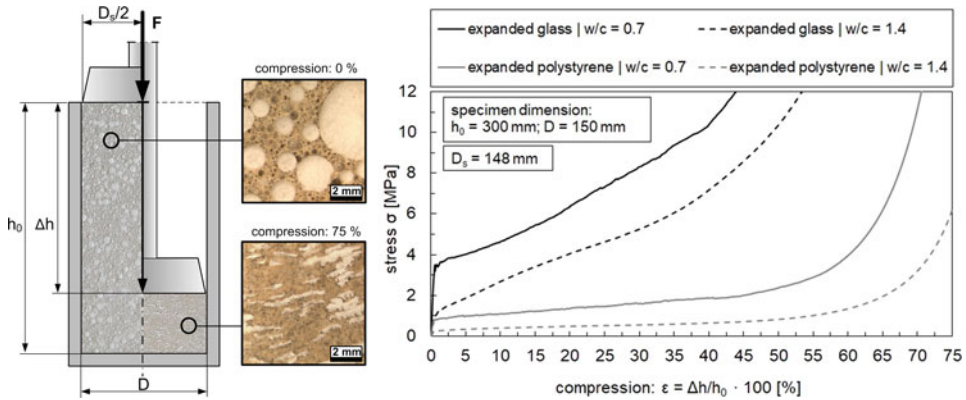 Dₛ/2
F
h₀
Δh
D
compression: 0 %
2 mm
compression: 75 %
2 mm
expanded glass | w/c = 0.7
expanded glass | w/c = 1.4
expanded polystyrene | w/c = 0.7
expanded polystyrene | w/c = 1.4
specimen dimension:
h₀ = 300 mm; D = 150 mm
Dₛ = 148 mm
stress σ [MPa]
12
10
8
6
4
2
0
0 5 10 15 20 25 30 35 40 45 50 55 60 65 70 75
compression: ε = Δh/h₀ · 100 [%]